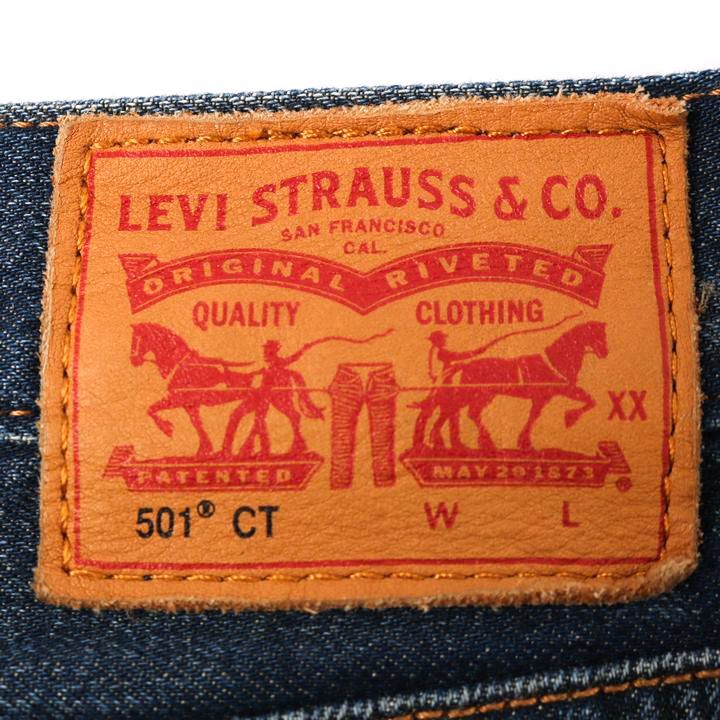 LEVI STRAUSS & CO.
SAN FRANCISCO
CAL.
ORIGINAL RIVETED
QUALITY CLOTHING
XX
PATENTED MAY 20 1873 ®
501® CT W L